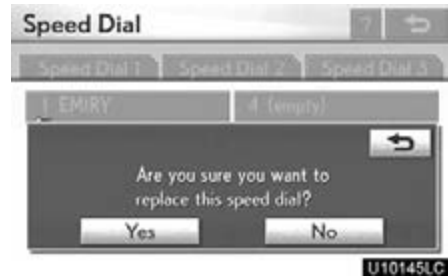 Speed Dial
?
Speed Dial 1 Speed Dial 2 Speed Dial 3
1 EMIRY 4 (empty)
Are you sure you want to
replace this speed dial?
Yes No
U10145LC